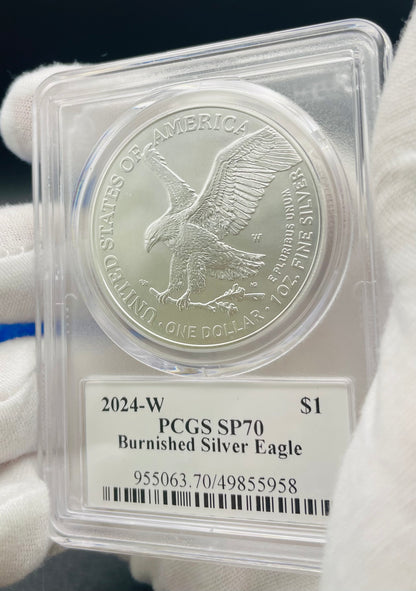 UNITED STATES OF AMERICA
W
E PLURIBUS UNUM
1 OZ. FINE SILVER
• ONE DOLLAR •
2024-W $1
PCGS SP70
Burnished Silver Eagle
955063.70/49855958